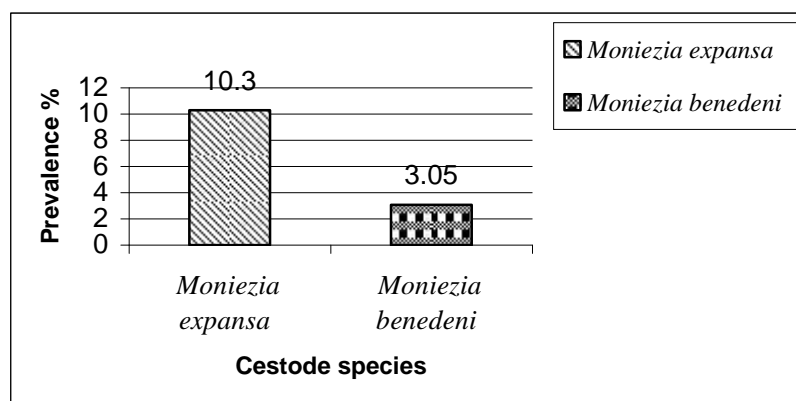 Moniezia expansa
Moniezia benedeni
Prevalence %
12
10
8
6
4
2
0
10.3
3.05
Moniezia
expansa
Moniezia
benedeni
Cestode species